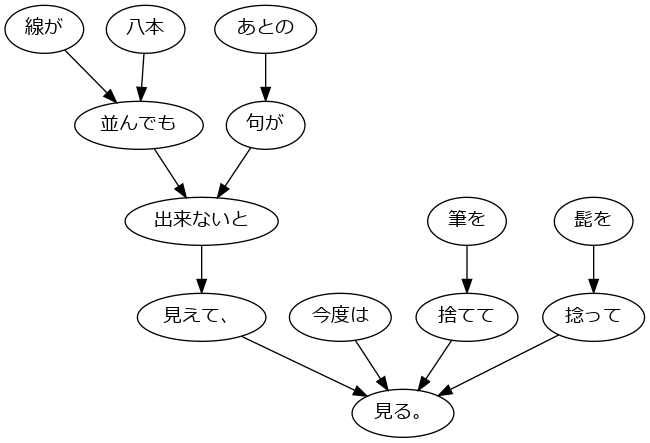 線が 八本 あとの
並んでも 句が
出来ないと 筆を 髭を
見えて、 今度は 捨てて 捻って
見る。